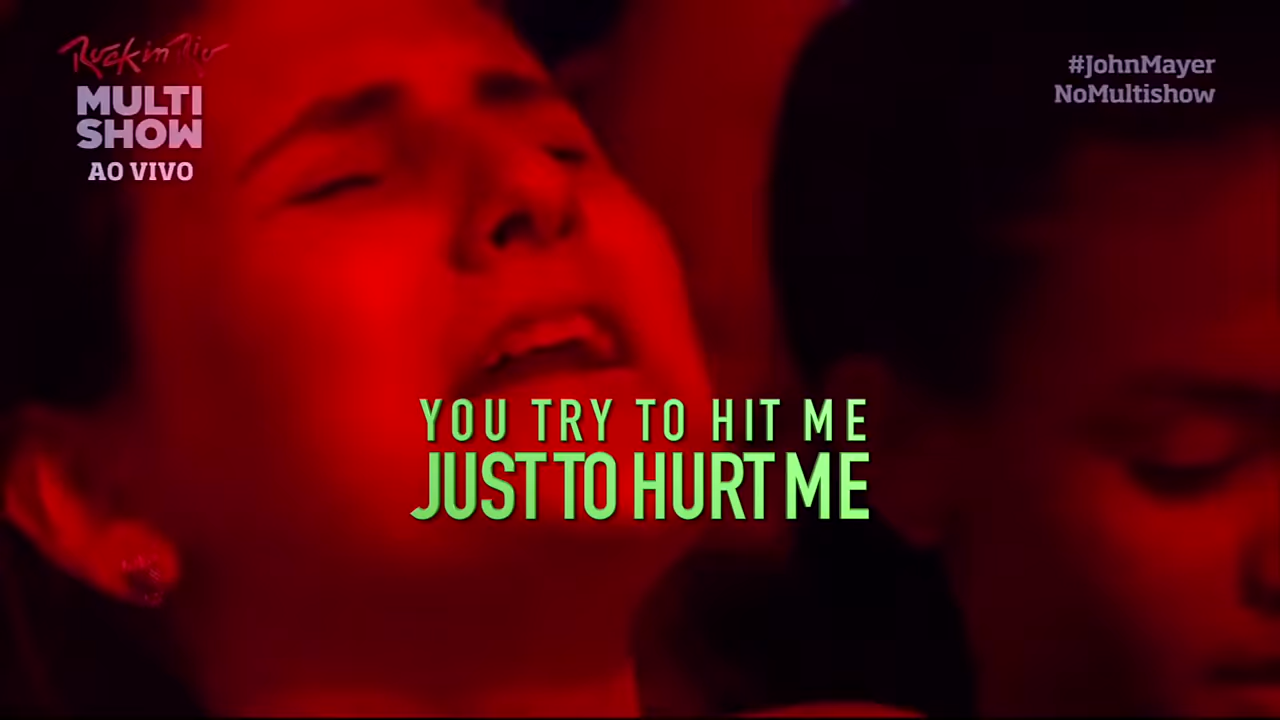 Rock in Rio
MULTI
SHOW
AO VIVO
#JohnMayer
NoMultishow
YOU TRY TO HIT ME
JUST TO HURT ME